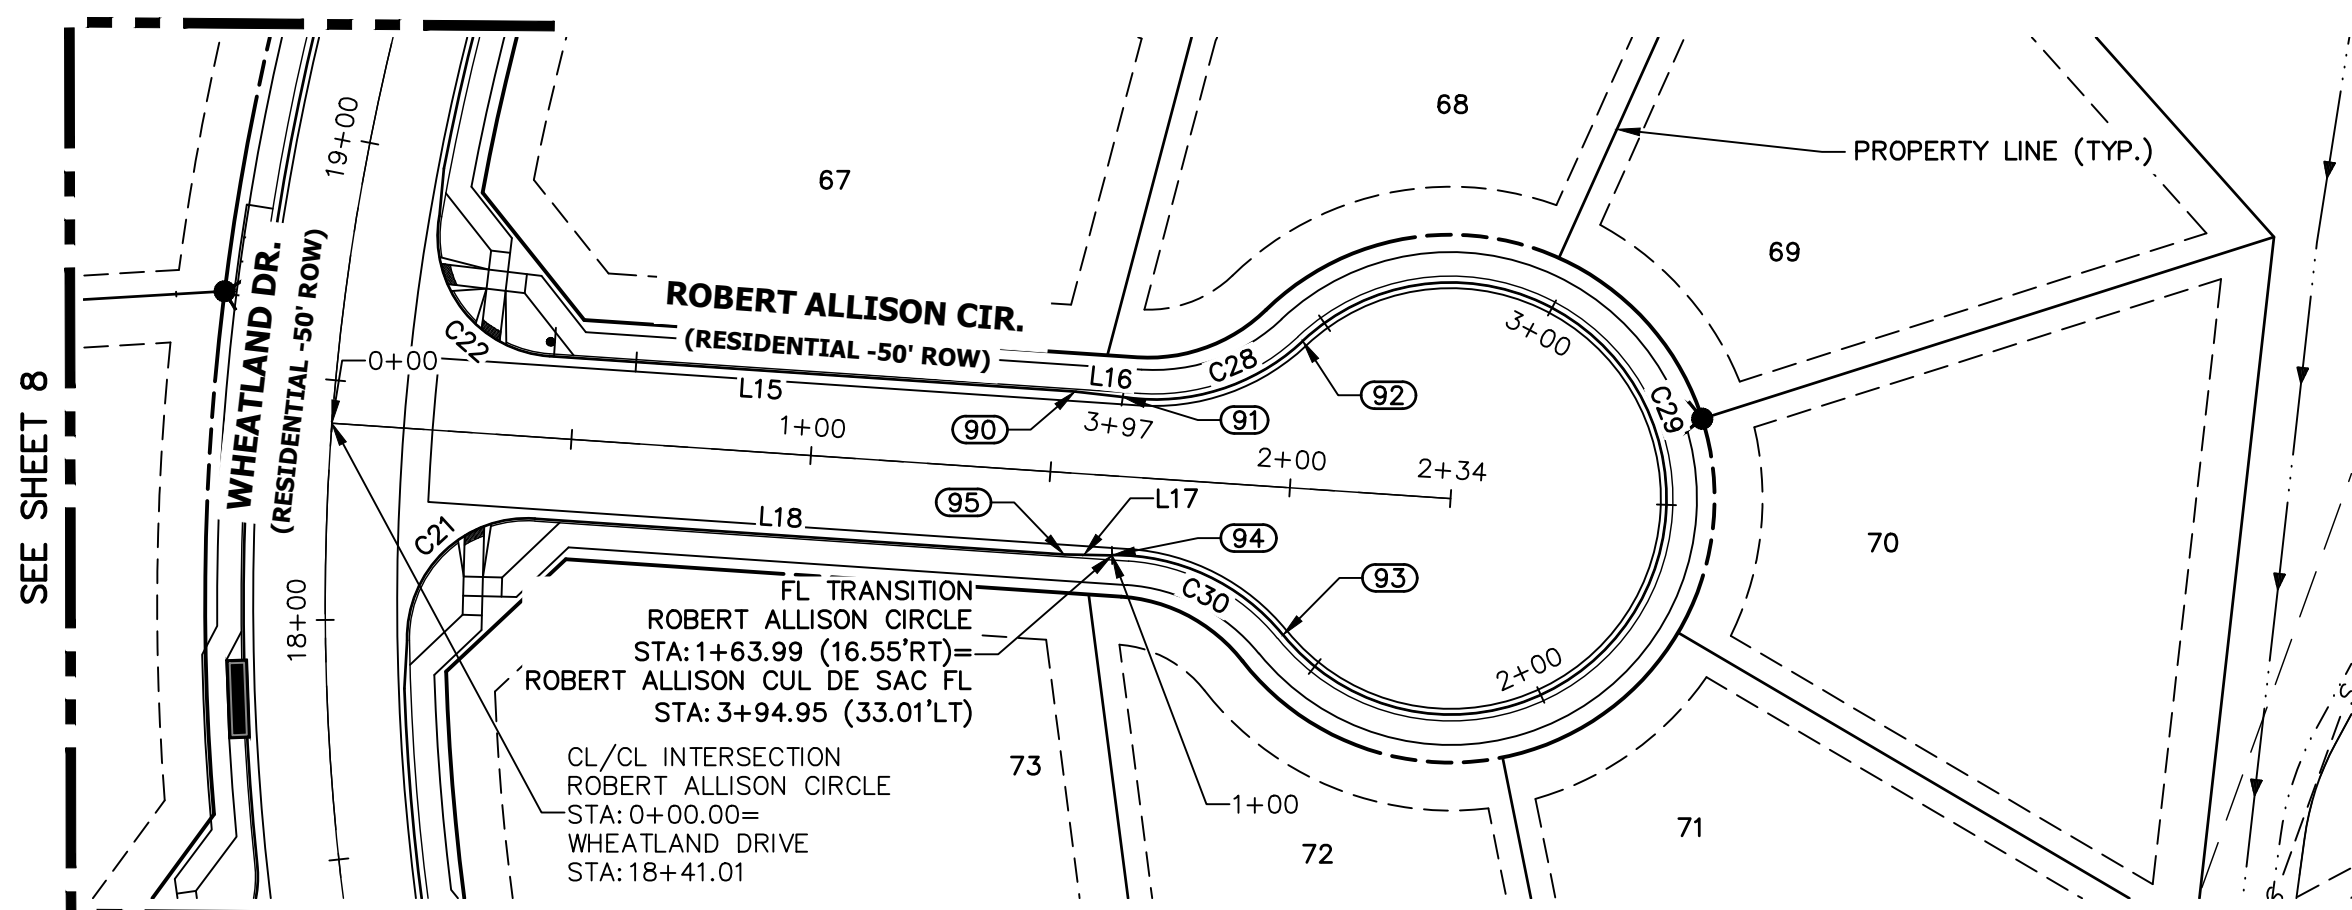 SEE SHEET 8
WHEATLAND DR.
(RESIDENTIAL -50' ROW)
19+00
18+00
67
68
69
70
71
72
73
PROPERTY LINE (TYP.)
ROBERT ALLISON CIR.
(RESIDENTIAL -50' ROW)
C22
0+00
L15
L16
C28
C29
3+00
92
90
91
3+97
1+00
2+00
2+34
95
L17
L18
94
C21
93
C30
2+00
FL TRANSITION
ROBERT ALLISON CIRCLE
STA:1+63.99 (16.55'RT)=
ROBERT ALLISON CUL DE SAC FL
STA:3+94.95 (33.01'LT)
CL/CL INTERSECTION
ROBERT ALLISON CIRCLE
STA:0+00.00=
WHEATLAND DRIVE
STA:18+41.01
1+00
S
S